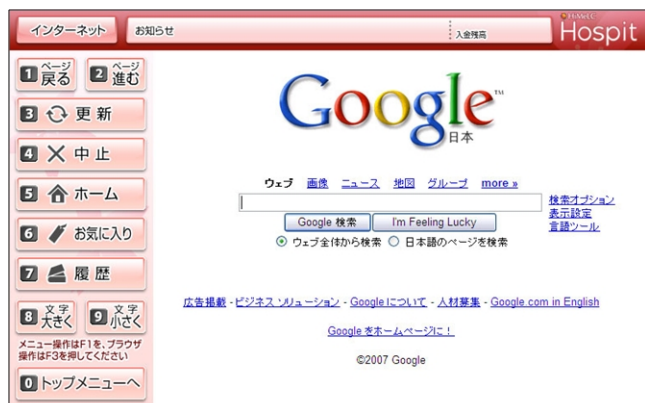 インターネット
お知らせ
入金残高
Hospit
1 ページ戻る
2 ページ進む
3 更新
4 中止
5 ホーム
6 お気に入り
7 履歴
8 文字大きく
9 文字小さく
メニュー操作はF1を、ブラウザ
操作はF3を押してください
0 トップメニューへ
Google™
日本
ウェブ 画像 ニュース 地図 グループ more »
検索オプション
表示設定
言語ツール
Google 検索 I'm Feeling Lucky
ウェブ全体から検索 日本語のページを検索
広告掲載 - ビジネス ソリューション - Google について - 人材募集 - Google.com in English
Google をホームページに!
©2007 Google